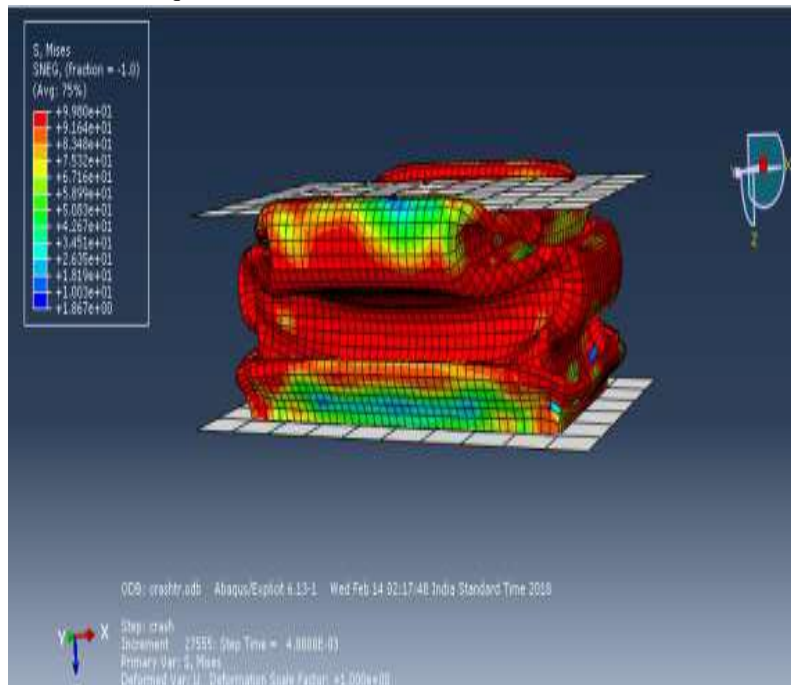 S, Mises
SNEG, (fraction = -1.0)
(Avg: 75%)
+9.980e+01
+9.164e+01
+8.348e+01
+7.532e+01
+6.716e+01
+5.899e+01
+5.083e+01
+4.267e+01
+3.451e+01
+2.635e+01
+1.819e+01
+1.003e+01
+1.867e+00
Z
ODB: crashtr.odb Abaqus/Explicit 6.13-1 Wed Feb 14 02:17:48 India Standard Time 2018
Y X
Step: crash
Increment 27555: Step Time = 4.0000E-03
Primary Var: S, Mises
Deformed Var: U Deformation Scale Factor: +1.000e+00